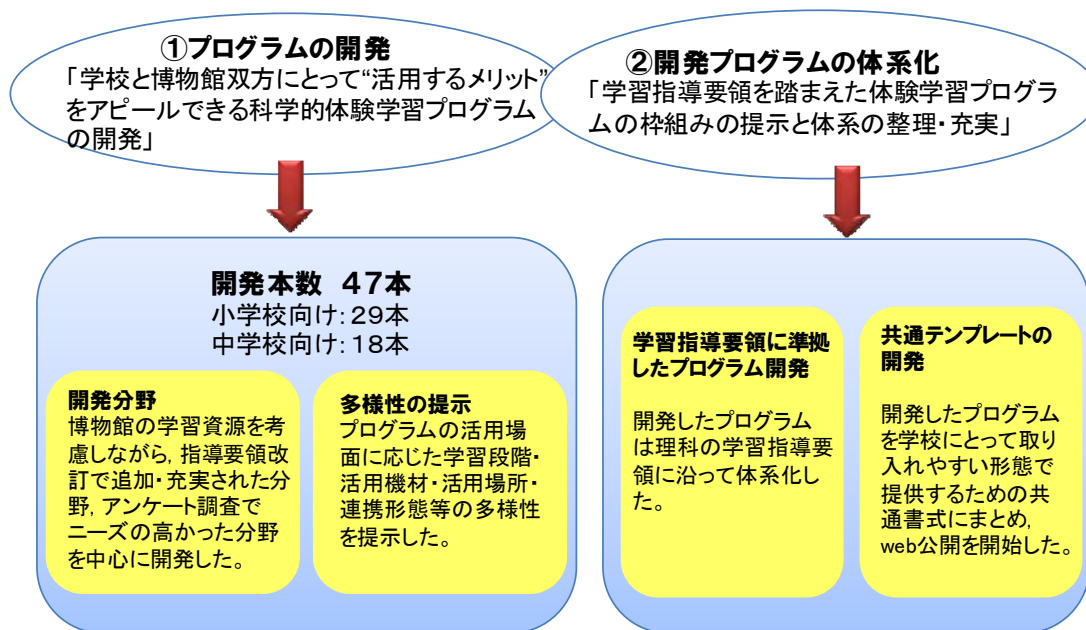 ①プログラムの開発
「学校と博物館双方にとって“活用するメリット”
をアピールできる科学的体験学習プログラム
の開発」
②開発プログラムの体系化
「学習指導要領を踏まえた体験学習プログラ
ムの枠組みの提示と体系の整理・充実」
開発本数 47本
小学校向け:29本
中学校向け:18本
開発分野
博物館の学習資源を考
慮しながら,指導要領改
訂で追加・充実された分
野,アンケート調査で
ニーズの高かった分野
を中心に開発した。
多様性の提示
プログラムの活用場
面に応じた学習段階・
活用機材・活用場所・
連携形態等の多様性
を提示した。
学習指導要領に準拠
したプログラム開発
開発したプログラム
は理科の学習指導要
領に沿って体系化し
た。
共通テンプレートの
開発
開発したプログラム
を学校にとって取り
入れやすい形態で
提供するための共
通書式にまとめ,
web公開を開始した。